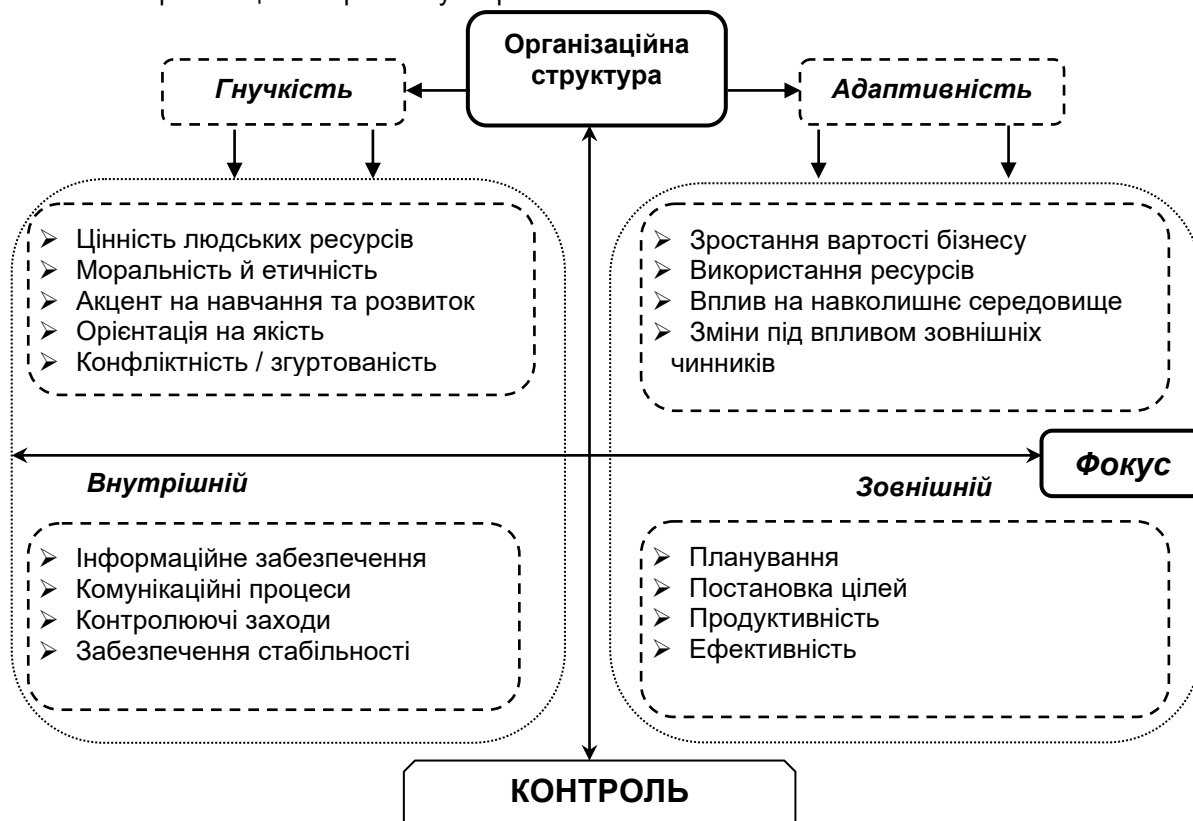 Організаційна
структура
Гнучкість
Адаптивність
➢ Цінність людських ресурсів
➢ Моральність й етичність
➢ Акцент на навчання та розвиток
➢ Орієнтація на якість
➢ Конфліктність / згуртованість
➢ Зростання вартості бізнесу
➢ Використання ресурсів
➢ Вплив на навколишнє середовище
➢ Зміни під впливом зовнішніх
чинників
Фокус
Внутрішній
Зовнішній
➢ Інформаційне забезпечення
➢ Комунікаційні процеси
➢ Контролюючі заходи
➢ Забезпечення стабільності
➢ Планування
➢ Постановка цілей
➢ Продуктивність
➢ Ефективність
КОНТРОЛЬ